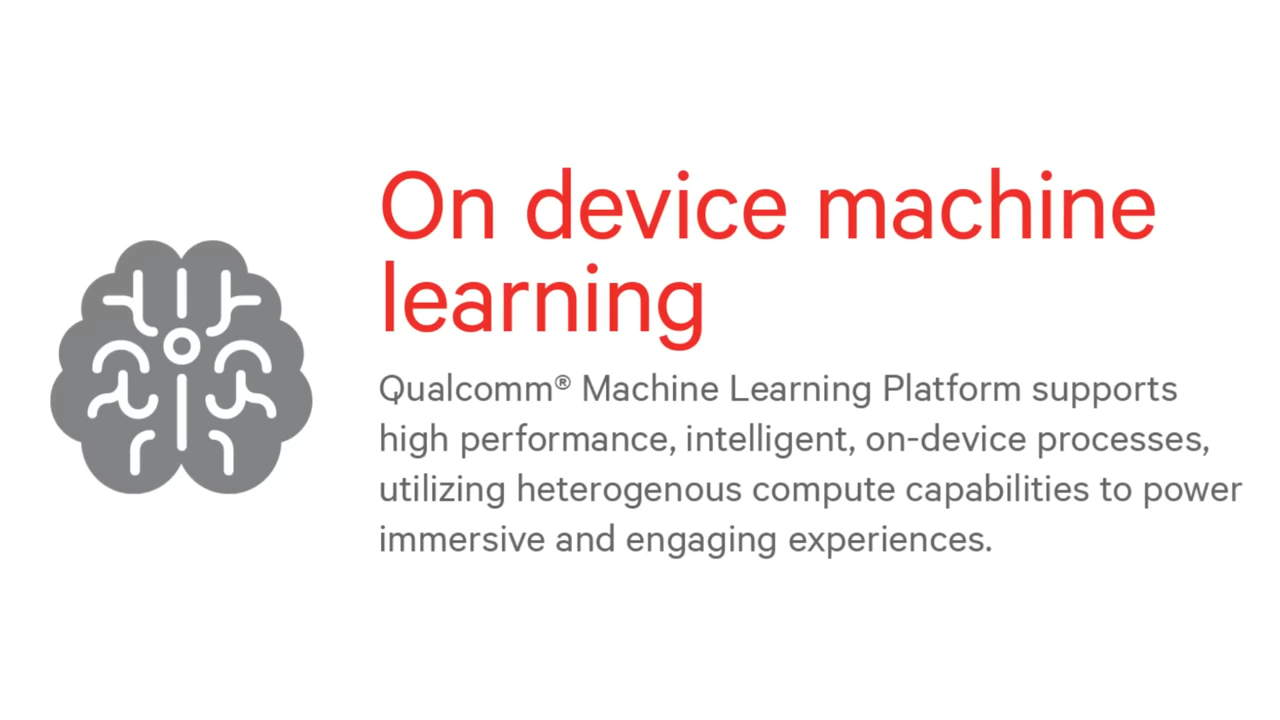 On device machine
learning
Qualcomm® Machine Learning Platform supports
high performance, intelligent, on-device processes,
utilizing heterogenous compute capabilities to power
immersive and engaging experiences.